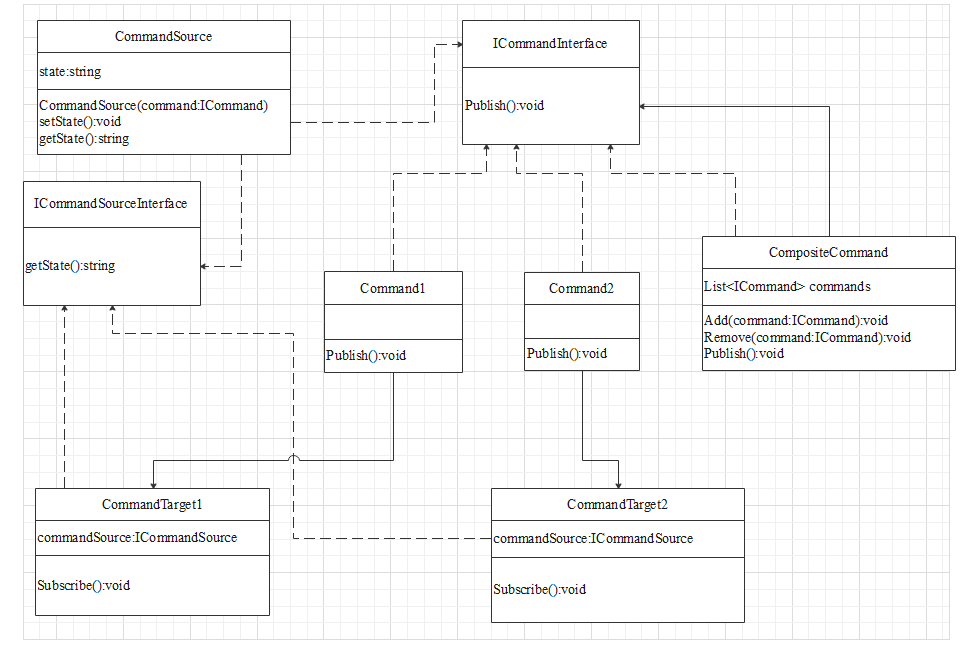 CommandSource
state:string
CommandSource(command:ICommand)
setState():void
getState():string
ICommandInterface
Publish():void
ICommandSourceInterface
getState():string
CompositeCommand
List<ICommand> commands
Add(command:ICommand):void
Remove(command:ICommand):void
Publish():void
Command1
Publish():void
Command2
Publish():void
CommandTarget1
commandSource:ICommandSource
Subscribe():void
CommandTarget2
commandSource:ICommandSource
Subscribe():void